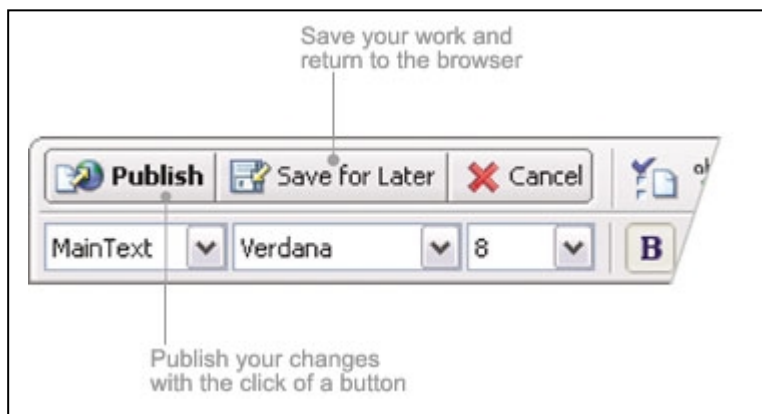 Save your work and
return to the browser
Publish Save for Later Cancel
MainText Verdana 8 B
Publish your changes
with the click of a button